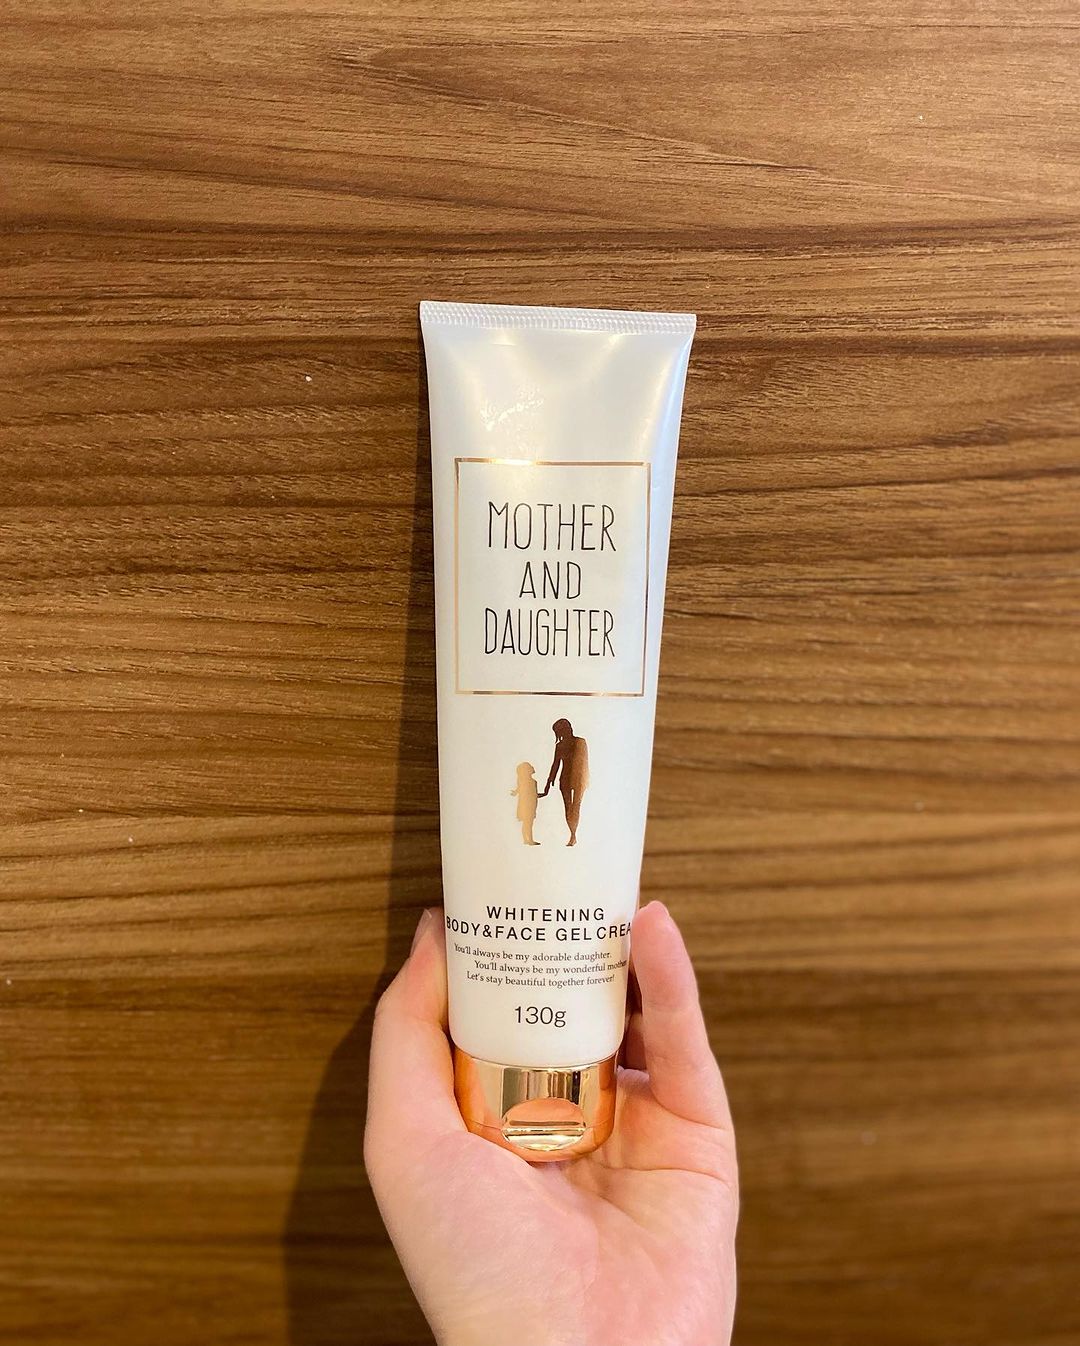 MOTHER
AND
DAUGHTER
WHITENING
BODY&FACE GEL CREA
You'll always be my adorable daughter.
You'll always be my wonderful mother
Let's stay beautiful together forever!
130g